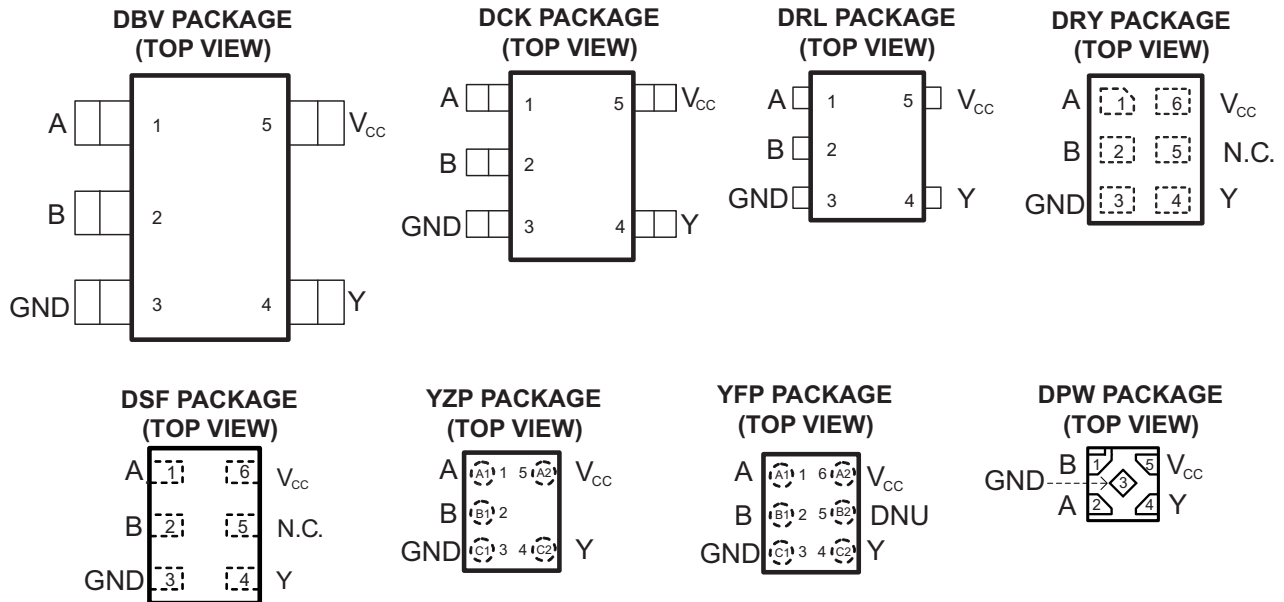 DBV PACKAGE
(TOP VIEW)
A 1 5 VCC
B 2
GND 3 4 Y
DCK PACKAGE
(TOP VIEW)
A 1 5 VCC
B 2
GND 3 4 Y
DRL PACKAGE
(TOP VIEW)
A 1 5 VCC
B 2
GND 3 4 Y
DRY PACKAGE
(TOP VIEW)
A 1 6 VCC
B 2 5 N.C.
GND 3 4 Y
DSF PACKAGE
(TOP VIEW)
A 1 6 VCC
B 2 5 N.C.
GND 3 4 Y
YZP PACKAGE
(TOP VIEW)
A A1 1 5 A2 VCC
B B1 2
GND C1 3 4 C2 Y
YFP PACKAGE
(TOP VIEW)
A A1 1 6 A2 VCC
B B1 2 5 B2 DNU
GND C1 3 4 C2 Y
DPW PACKAGE
(TOP VIEW)
B 1 5 VCC
GND 3
A 2 4 Y